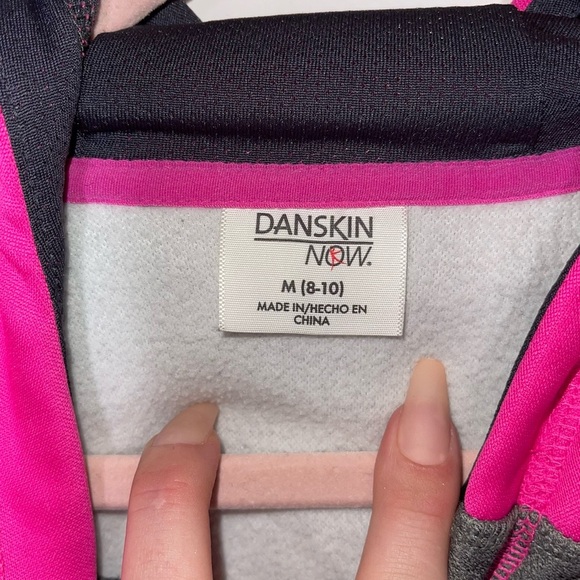 DANSKIN
NOW.
M (8-10)
MADE IN/HECHO EN
CHINA